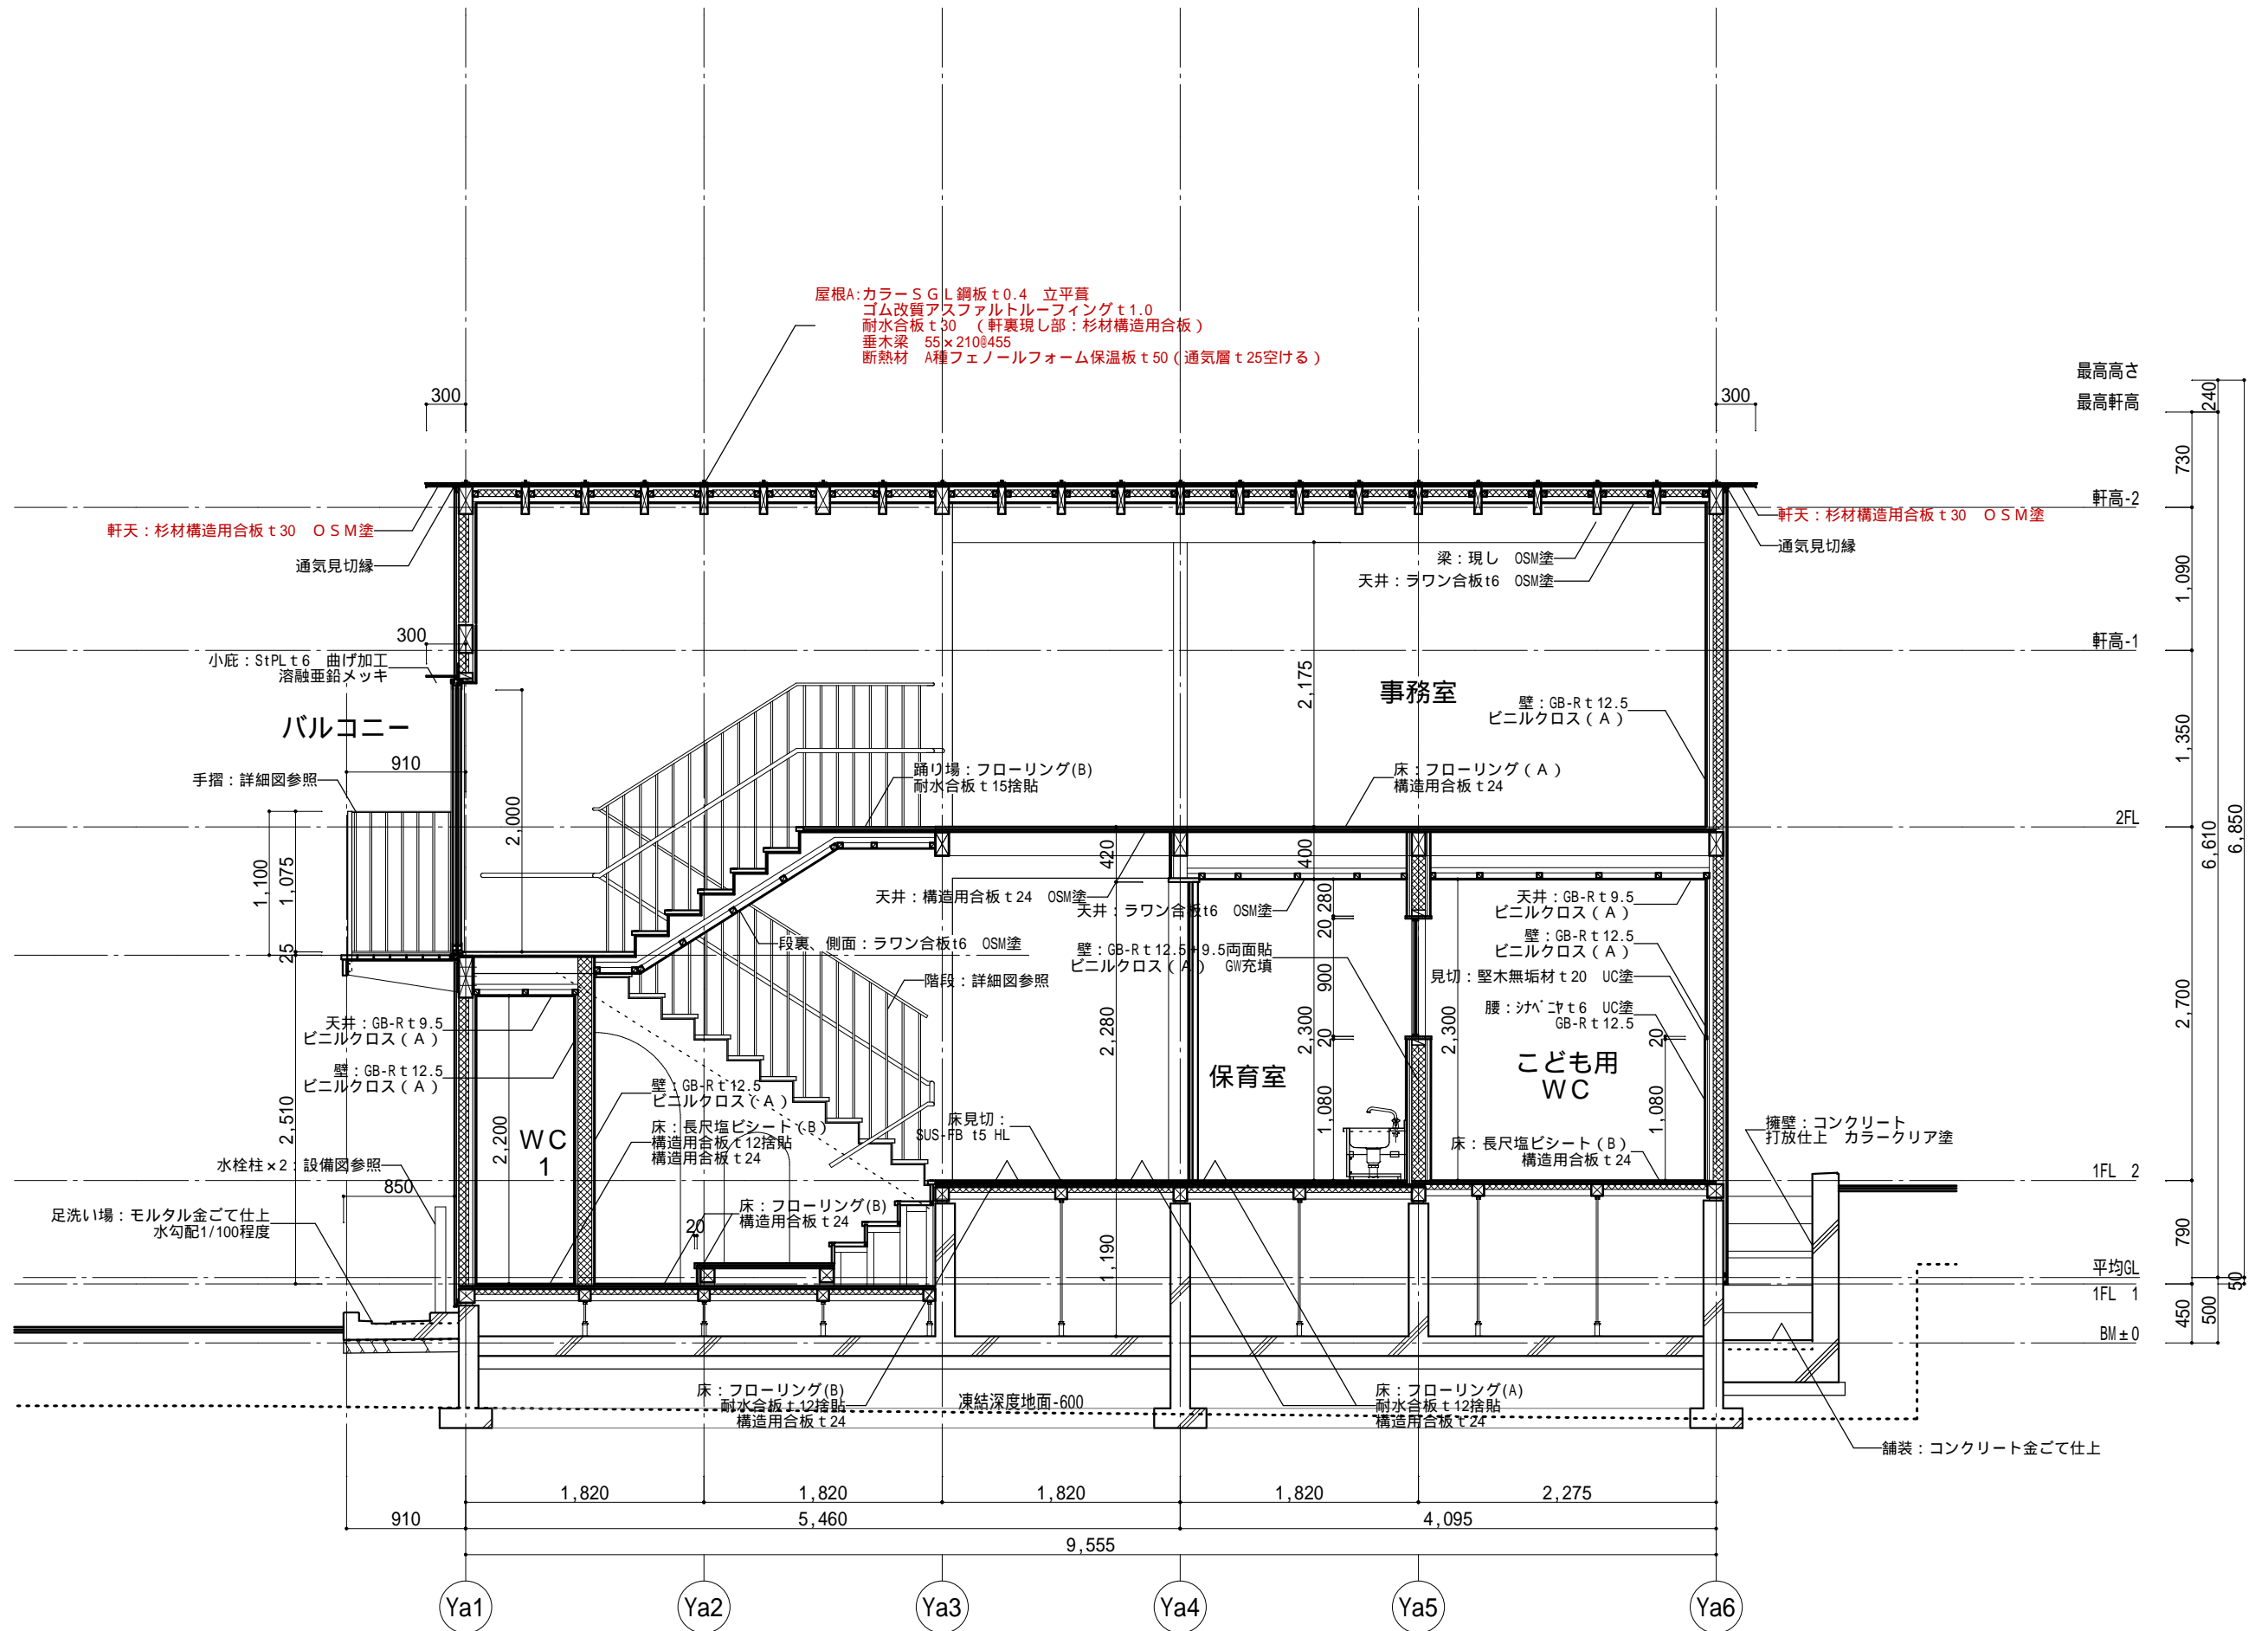 屋根A:カラーＳＧＬ鋼板ｔ0.4　立平葺
ゴム改質アスファルトルーフィングｔ1.0
耐水合板ｔ30　（軒裏現し部：杉材構造用合板）
垂木梁　55×210@455
断熱材　A種フェノールフォーム保温板ｔ50（通気層ｔ25空ける）
最高高さ
最高軒高
300
300
240
730
軒高-2
軒天：杉材構造用合板ｔ30　ＯＳＭ塗
通気見切縁
軒天：杉材構造用合板ｔ30　ＯＳＭ塗
通気見切縁
梁：現し　OSM塗
天井：ラワン合板t6　OSM塗
1,090
300
軒高-1
小庇：StPLｔ6　曲げ加工
溶融亜鉛メッキ
2,175
事務室
壁：GB-Rｔ12.5
ビニルクロス（Ａ）
バルコニー
1,350
910
手摺：詳細図参照
踊り場：フローリング(B)
耐水合板ｔ15捨貼
床：フローリング（Ａ）
構造用合板ｔ24
2,000
2FL
6,610
6,850
1,100
1,075
25
420
400
天井：構造用合板ｔ24　OSM塗
天井：ラワン合板t6　OSM塗
280
20
天井：GB-Rｔ9.5
ビニルクロス（Ａ）
壁：GB-Rｔ12.5
ビニルクロス（Ａ）
段裏、側面：ラワン合板t6　OSM塗
壁：GB-Rｔ12.5+9.5両面貼
ビニルクロス（Ａ）　GW充填
900
見切：堅木無垢材ｔ20　UC塗
階段：詳細図参照
腰：ｼﾅﾍﾞﾆﾔｔ6　UC塗
GB-Rｔ12.5
2,700
天井：GB-Rｔ9.5
ビニルクロス（Ａ）
2,280
2,300
20
2,300
20
壁：GB-Rｔ12.5
ビニルクロス（Ａ）
壁：GB-Rｔ12.5
ビニルクロス（Ａ）
保育室
こども用
ＷＣ
2,510
2,200
ＷＣ
1
床：長尺塩ビシート（Ｂ）
構造用合板ｔ12捨貼
構造用合板ｔ24
床見切：
SUS-FB t5 HL
1,080
1,080
擁壁：コンクリート
打放仕上　カラークリア塗
床：長尺塩ビシート（Ｂ）
構造用合板ｔ24
水栓柱×2：設備図参照
850
1FL 2
足洗い場：モルタル金ごて仕上
水勾配1/100程度
20
床：フローリング(B)
構造用合板ｔ24
1,190
790
平均GL
50
1FL 1
450
500
BM±0
床：フローリング(B)
耐水合板ｔ12捨貼
構造用合板ｔ24
凍結深度地面-600
床：フローリング(A)
耐水合板ｔ12捨貼
構造用合板ｔ24
舗装：コンクリート金ごて仕上
1,820
1,820
1,820
1,820
2,275
910
5,460
4,095
9,555
Ya1
Ya2
Ya3
Ya4
Ya5
Ya6